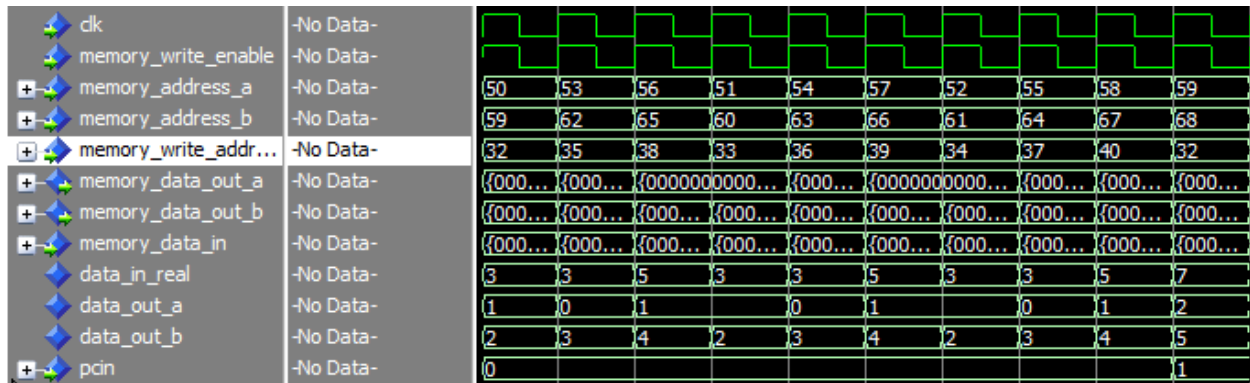 clk -No Data-
memory_write_enable -No Data-
memory_address_a -No Data- 50 53 56 51 54 57 52 55 58 59
memory_address_b -No Data- 59 62 65 60 63 66 61 64 67 68
memory_write_addr... -No Data- 32 35 38 33 36 39 34 37 40 32
memory_data_out_a -No Data- {000... {000... {0000000000... {000... {0000000000... {000... {000... {000...
memory_data_out_b -No Data- {000... {000... {000... {000... {000... {000... {000... {000... {000... {000...
memory_data_in -No Data- {000... {000... {000... {000... {000... {000... {000... {000... {000... {000...
data_in_real -No Data- 3 3 5 3 3 5 3 3 5 7
data_out_a -No Data- 1 0 1 0 1 0 1 2
data_out_b -No Data- 2 3 4 2 3 4 2 3 4 5
pcin -No Data- 0 1